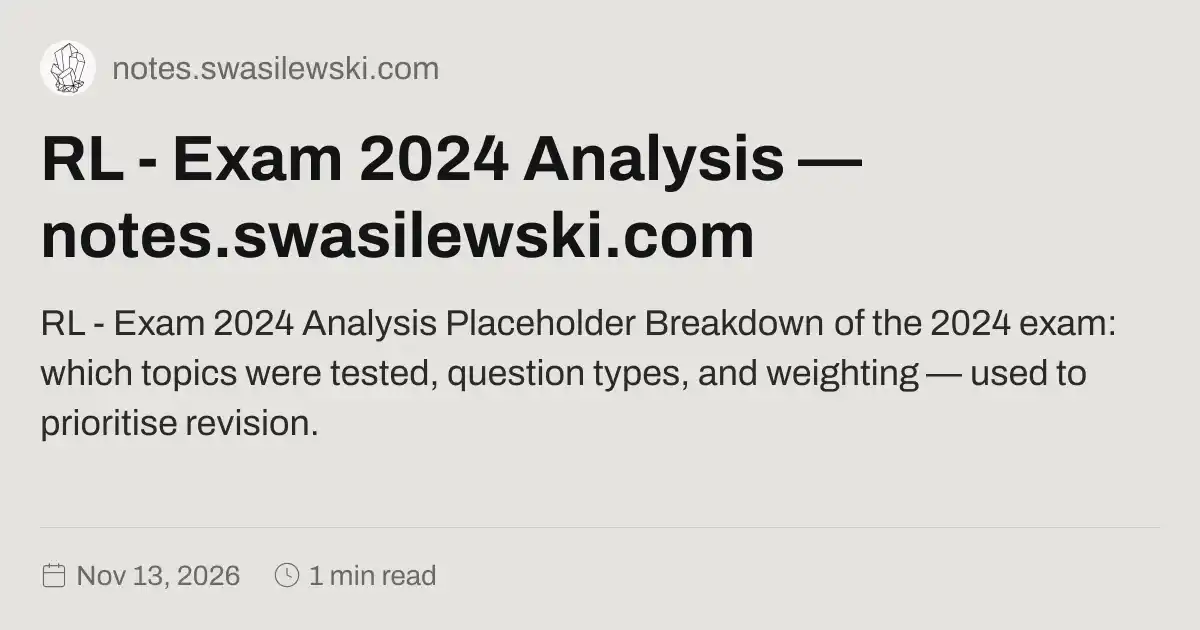 notes.swasilewski.com
RL - Exam 2024 Analysis —
notes.swasilewski.com
RL - Exam 2024 Analysis Placeholder Breakdown of the 2024 exam:
which topics were tested, question types, and weighting — used to
prioritise revision.
Nov 13, 2026 1 min read